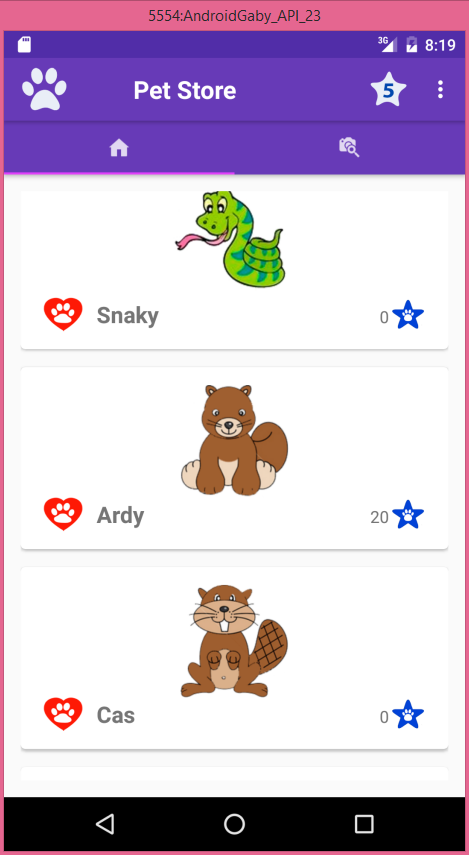 5554:AndroidGaby_API_23
3G 8:19
Pet Store 5
Snaky 0
Ardy 20
Cas 0